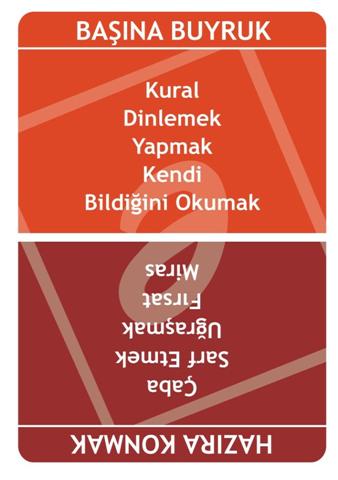 BAŞINA BUYRUK
Kural
Dinlemek
Yapmak
Kendi
Bildiğini Okumak
HAZIRA KONMAK
Çaba
Sarf Etmek
Uğraşmak
Fırsat
Miras